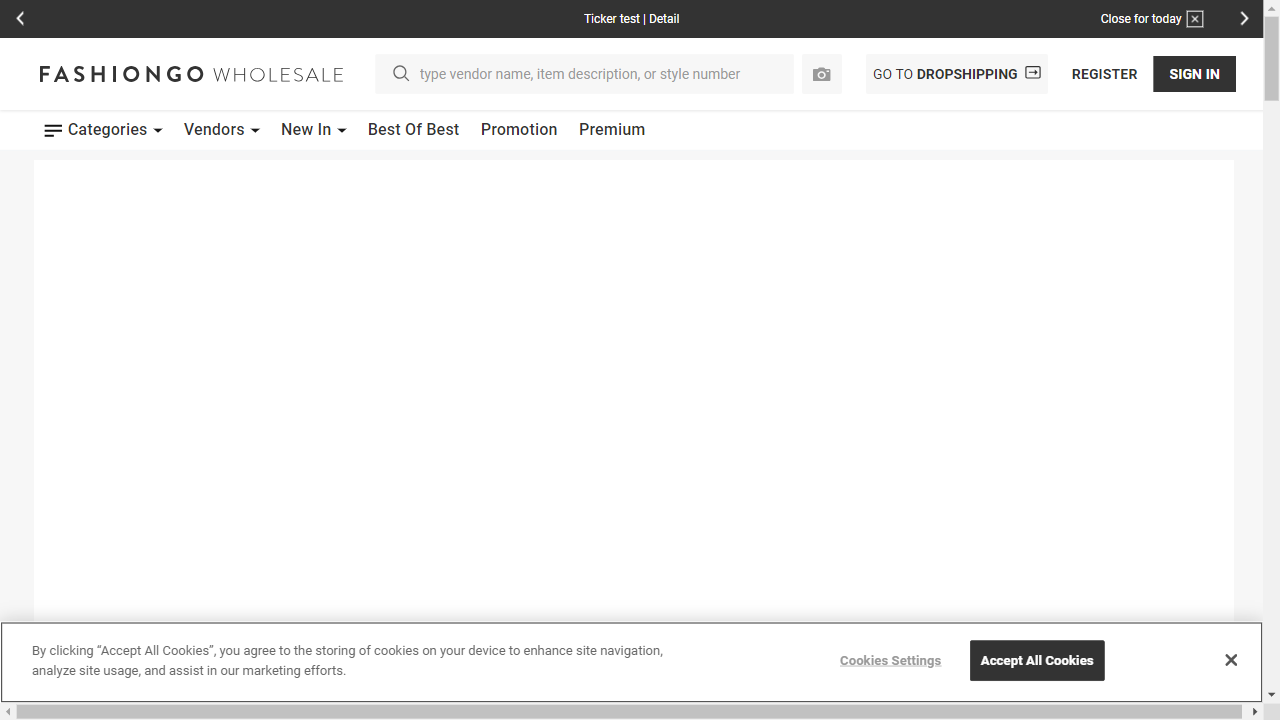 Ticker test | Detail
Close for today
FASHIONGO WHOLESALE
type vendor name, item description, or style number
GO TO DROPSHIPPING
REGISTER
SIGN IN
Categories
Vendors
New In
Best Of Best
Promotion
Premium
By clicking “Accept All Cookies”, you agree to the storing of cookies on your device to enhance site navigation,
analyze site usage, and assist in our marketing efforts.
Cookies Settings
Accept All Cookies